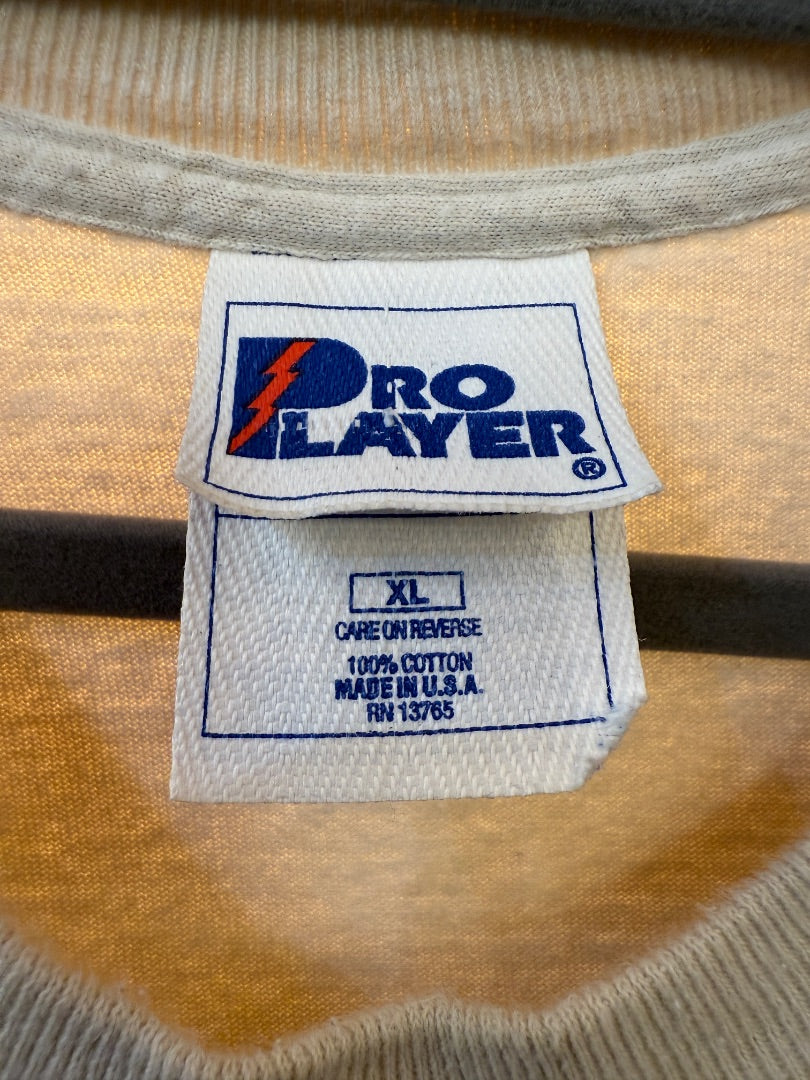 PRO
PLAYER
®
XL
CARE ON REVERSE
100% COTTON
MADE IN U.S.A.
RN 13765